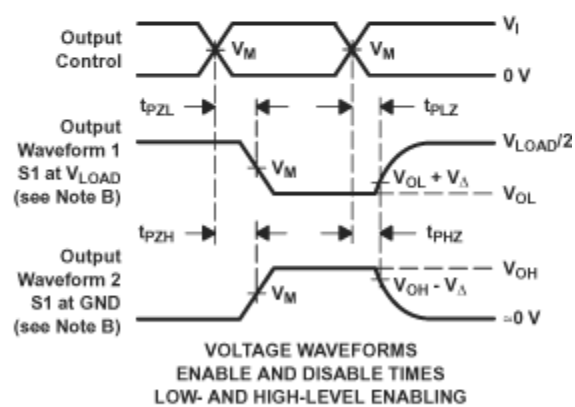 Output
Control
V_M
V_M
V_I
0 V
t_PZL
t_PLZ
Output
Waveform 1
S1 at V_LOAD
(see Note B)
V_M
V_LOAD/2
V_OL + V_Δ
V_OL
t_PZH
t_PHZ
Output
Waveform 2
S1 at GND
(see Note B)
V_M
V_OH
V_OH - V_Δ
≈0 V
VOLTAGE WAVEFORMS
ENABLE AND DISABLE TIMES
LOW- AND HIGH-LEVEL ENABLING